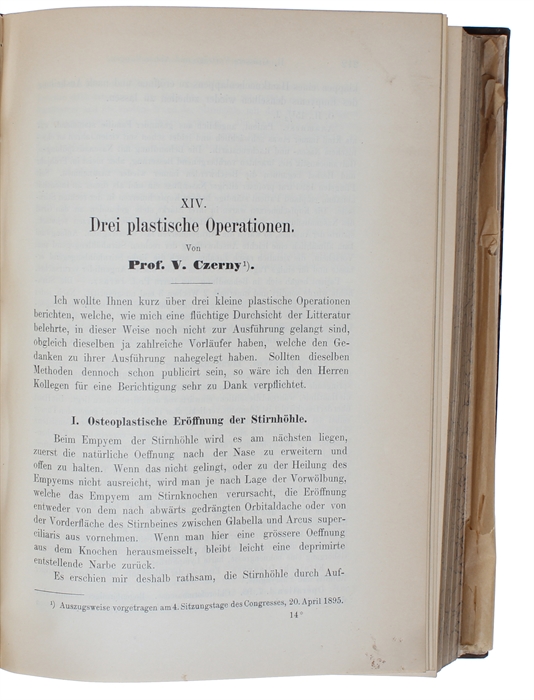 XIV.
Drei plastische Operationen.
Von
Prof. V. Czerny¹).
Ich wollte Ihnen kurz über drei kleine plastische Operationen
berichten, welche, wie mich eine flüchtige Durchsicht der Litteratur
belehrte, in dieser Weise noch nicht zur Ausführung gelangt sind,
obgleich dieselben ja zahlreiche Vorläufer haben, welche den Ge-
danken zu ihrer Ausführung nahegelegt haben. Sollten dieselben
Methoden dennoch schon publicirt sein, so wäre ich den Herren
Kollegen für eine Berichtigung sehr zu Dank verpflichtet.
I. Osteoplastische Eröffnung der Stirnhöhle.
Beim Empyem der Stirnhöhle wird es am nächsten liegen,
zuerst die natürliche Oeffnung nach der Nase zu erweitern und
offen zu halten. Wenn das nicht gelingt, oder zu der Heilung des
Empyems nicht ausreicht, wird man je nach Lage der Vorwölbung,
welche das Empyem am Stirnknochen verursacht, die Eröffnung
entweder von dem nach abwärts gedrängten Orbitaldache oder von
der Vorderfläche des Stirnbeines zwischen Glabella und Arcus super-
ciliaris aus vornehmen. Wenn man hier eine grössere Oeffnung
aus dem Knochen herausmeisselt, bleibt leicht eine deprimirte
entstellende Narbe zurück.
Es erschien mir deshalb rathsam, die Stirnhöhle durch Auf-
¹) Auszugsweise vorgetragen am 4. Sitzungstage des Congresses, 20. April 1895.
14*